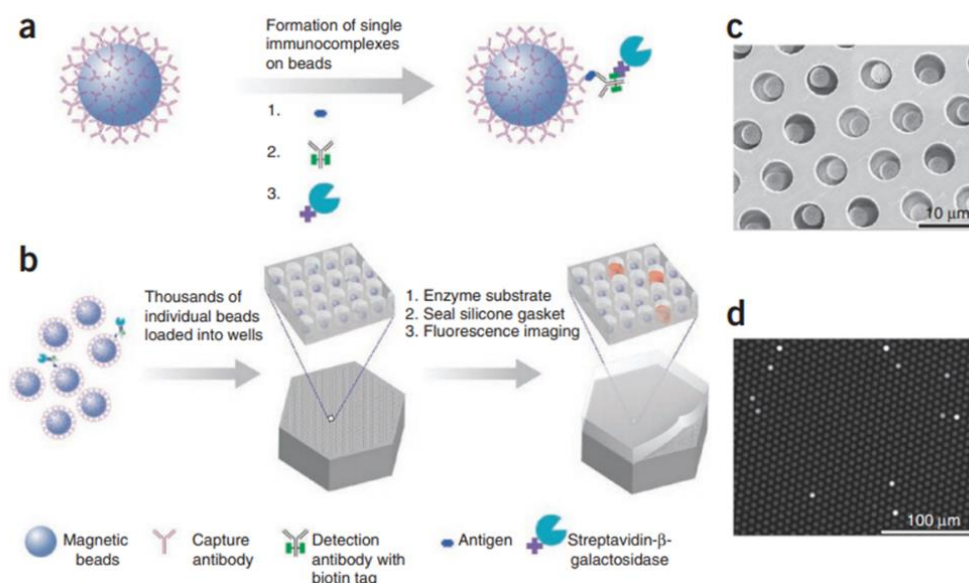 a
Formation of single
immunocomplexes
on beads
1.
2.
3.
c
10 μm
b
Thousands of
individual beads
loaded into wells
1. Enzyme substrate
2. Seal silicone gasket
3. Fluorescence imaging
d
100 μm
Magnetic
beads
Capture
antibody
Detection
antibody with
biotin tag
Antigen
Streptavidin-β-
galactosidase